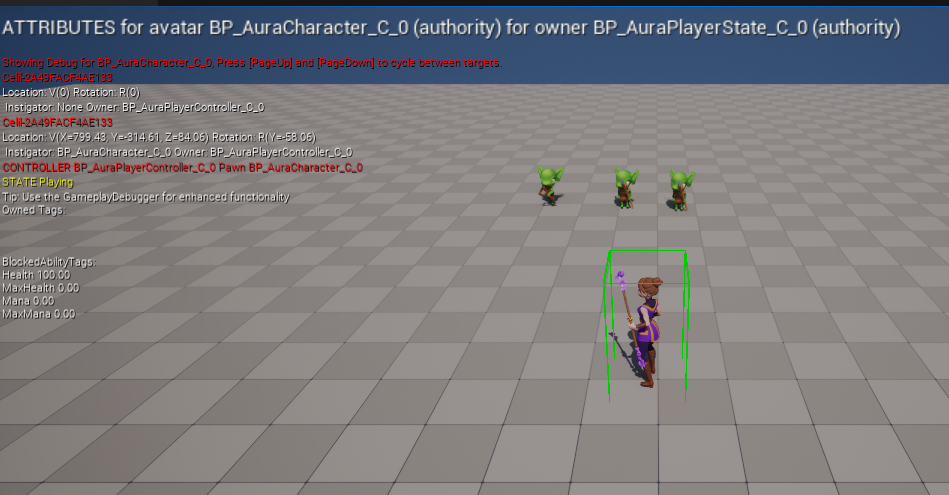 ATTRIBUTES for avatar BP_AuraCharacter_C_0 (authority) for owner BP_AuraPlayerState_C_0 (authority)
Showing Debug for BP_AuraCharacter_C_0, Press [PageUp] and [PageDown] to cycle between targets.
Celil-2A49FACF4AE133
Location: V(0) Rotation: R(0)
Instigator: None Owner: BP_AuraPlayerController_C_0
Celil-2A49FACF4AE133
Location: V(X=799.43, Y=-314.61, Z=84.06) Rotation: R(Y=-58.06)
Instigator: BP_AuraCharacter_C_0 Owner: BP_AuraPlayerController_C_0
CONTROLLER BP_AuraPlayerController_C_0 Pawn BP_AuraCharacter_C_0
STATE Playing
Tip: Use the GameplayDebugger for enhanced functionality
Owned Tags:
BlockedAbilityTags:
Health 100.00
MaxHealth 0.00
Mana 0.00
MaxMana 0.00